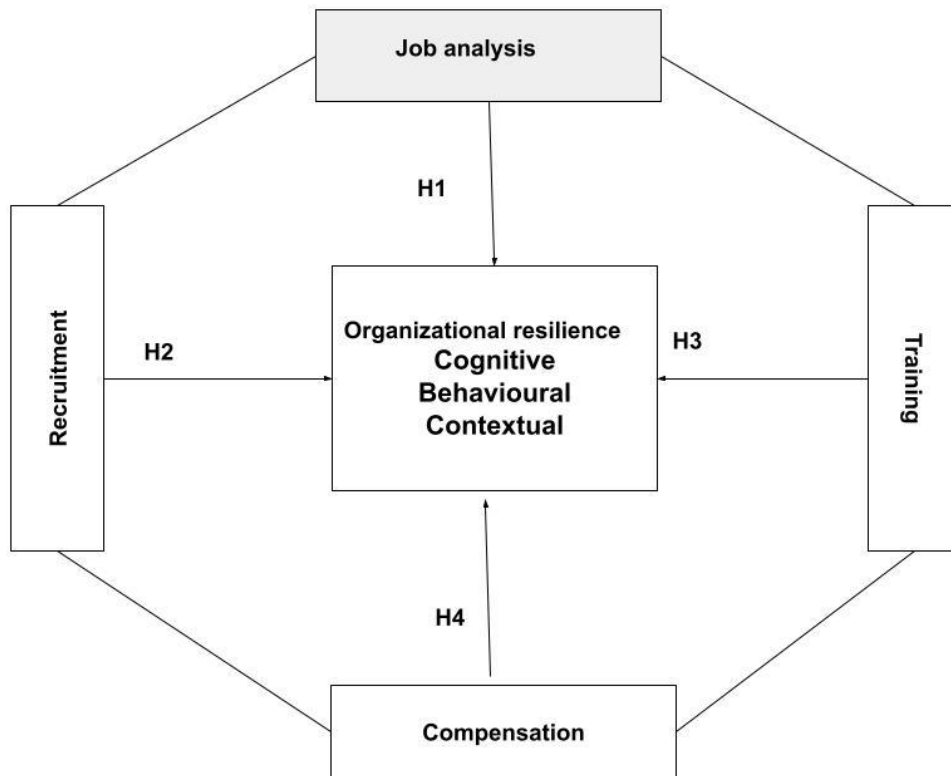 Job analysis
H1
Recruitment
H2
Organizational resilience
Cognitive
Behavioural
Contextual
H3
Training
H4
Compensation